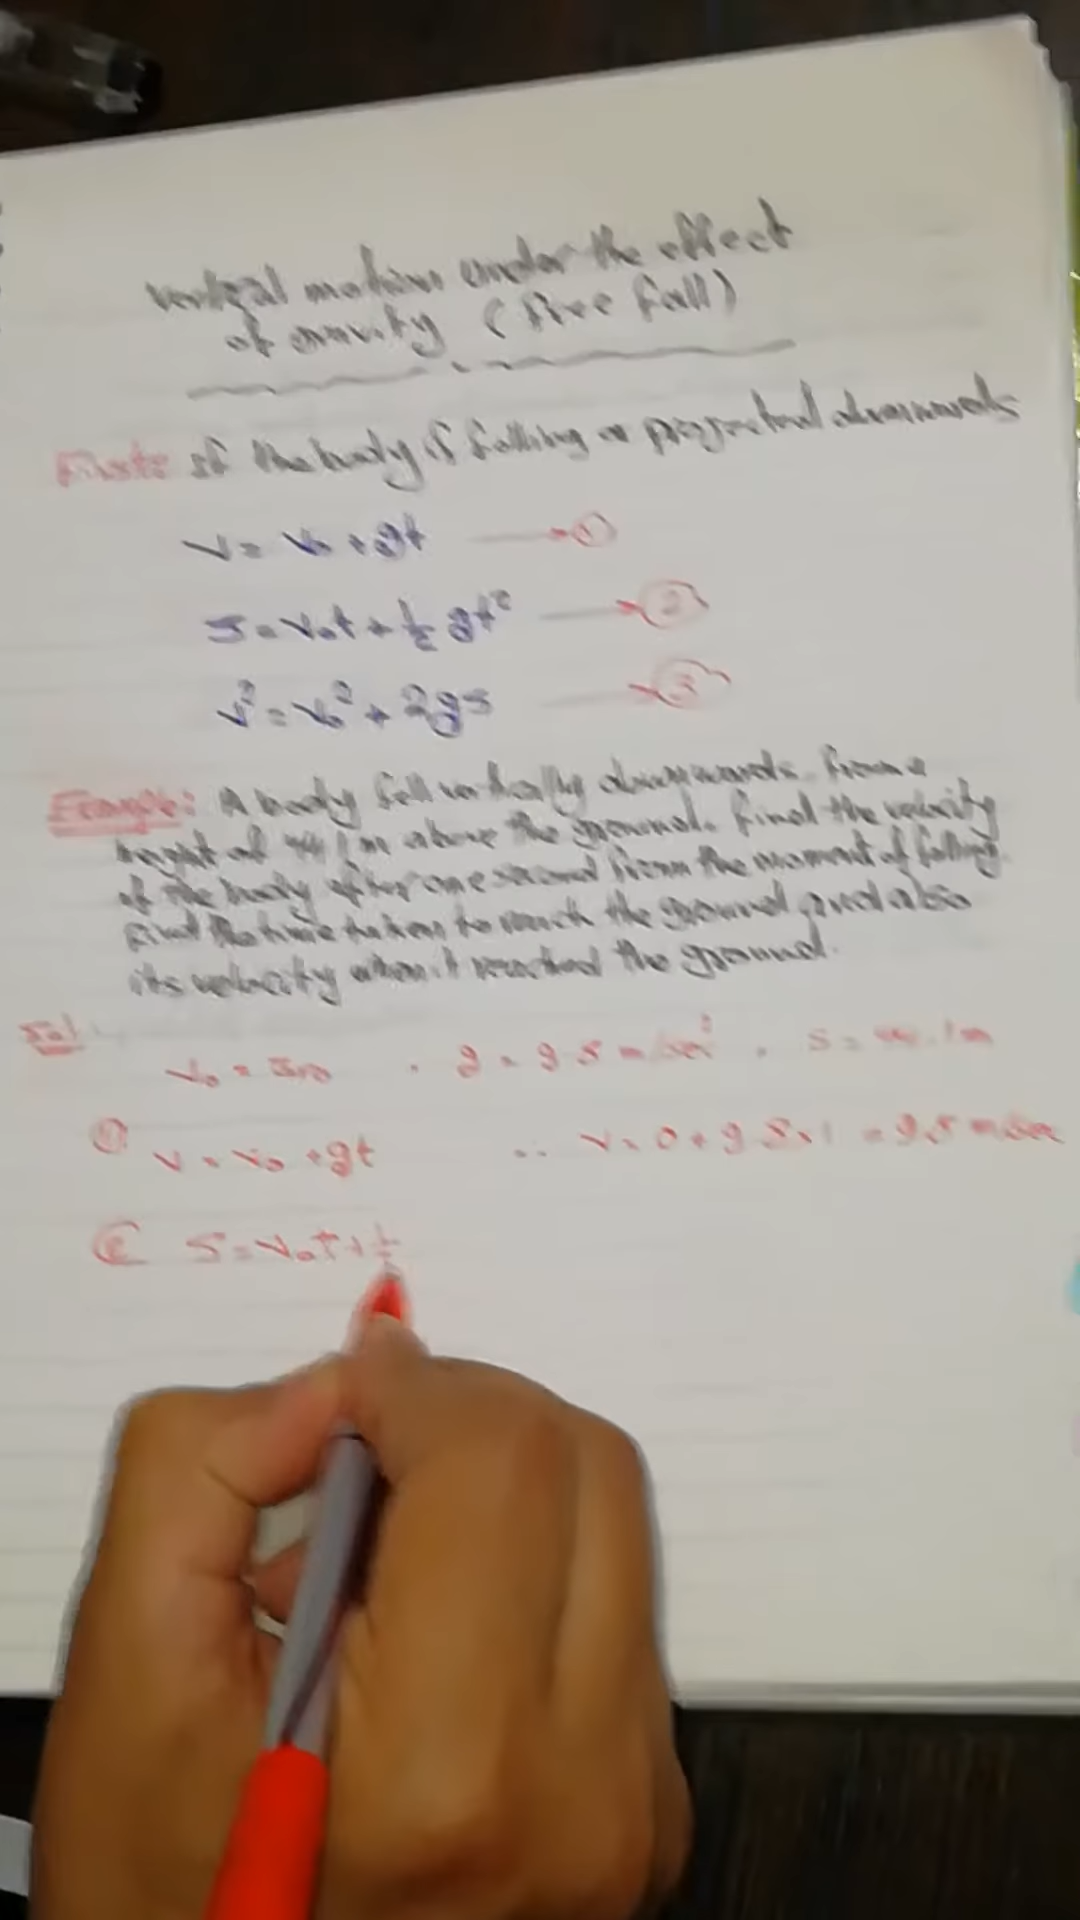 vertical motion under the effect
of gravity (free fall)
First: if the body is falling or projected downwards
v = v₀ + gt → ①
s = v₀t + 1/2 gt² → ②
v² = v₀² + 2gs → ③
Example: A body fell vertically downwards from a
height of 44.1 m above the ground. find the velocity
of the body after one second from the moment of falling.
find the time taken to reach the ground and also
its velocity when it reached the ground.
Sol
v₀ = zero , g = 9.8 m/sec² , s = 44.1m
① v = v₀ + gt ∴ v = 0 + 9.8×1 = 9.8 m/sec
② s = v₀t + 1/2